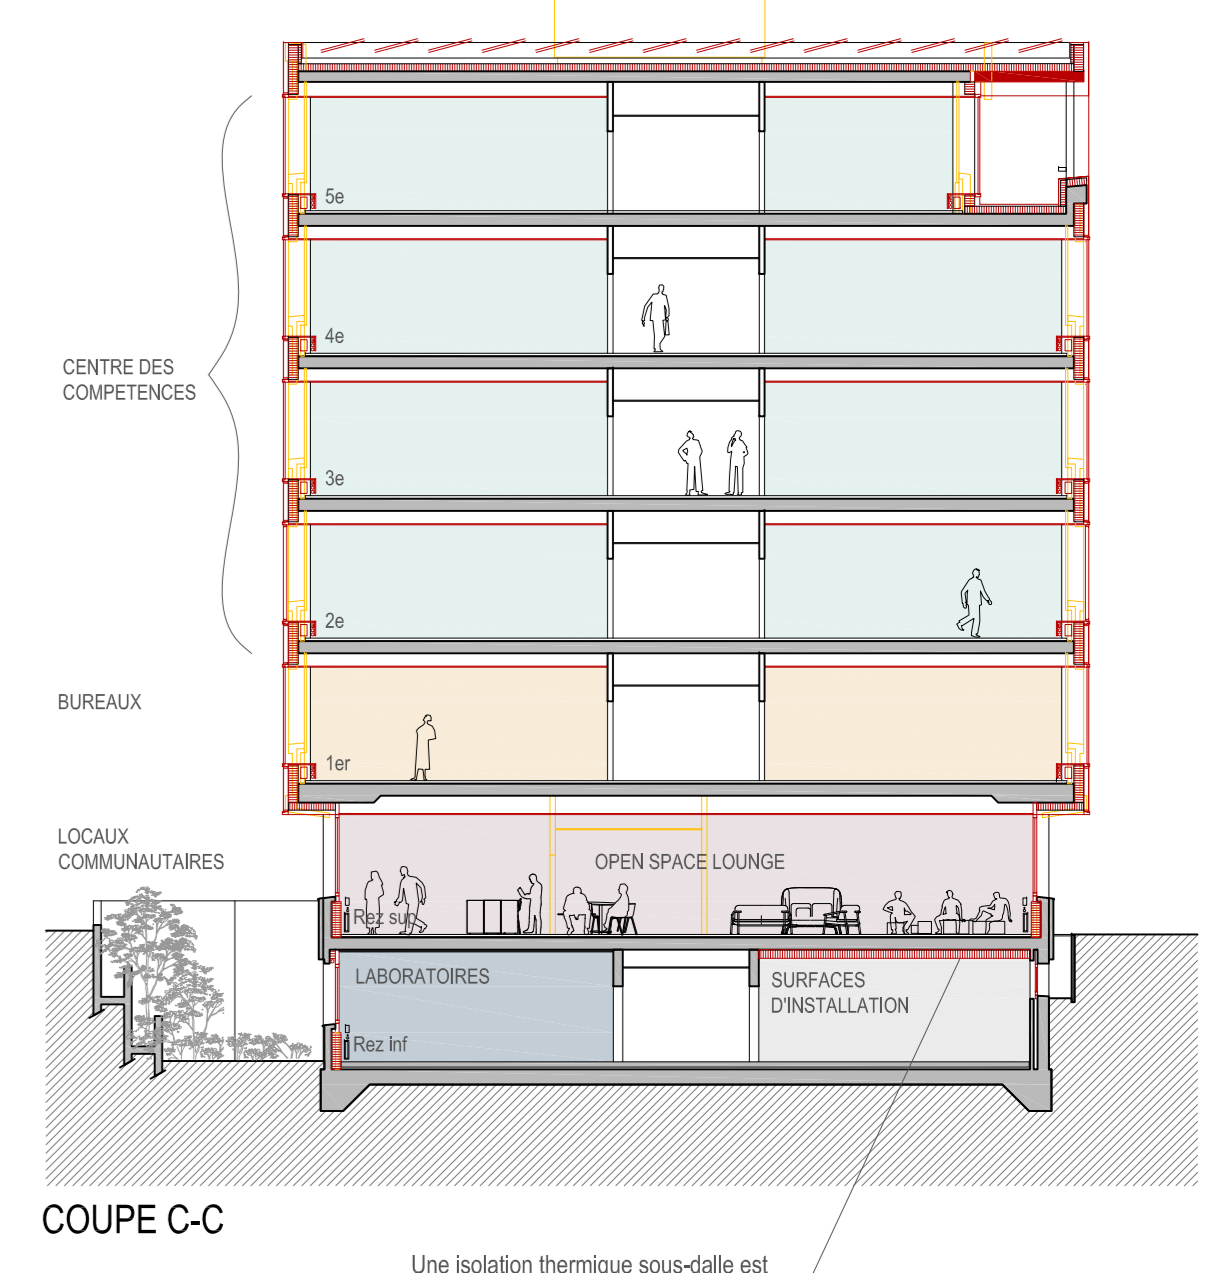 5e
4e
CENTRE DES
COMPETENCES
3e
2e
BUREAUX
1er
LOCAUX
COMMUNAUTAIRES
OPEN SPACE LOUNGE
Rez sup
LABORATOIRES
SURFACES
D'INSTALLATION
Rez inf
COUPE C-C
Une isolation thermique sous-dalle est